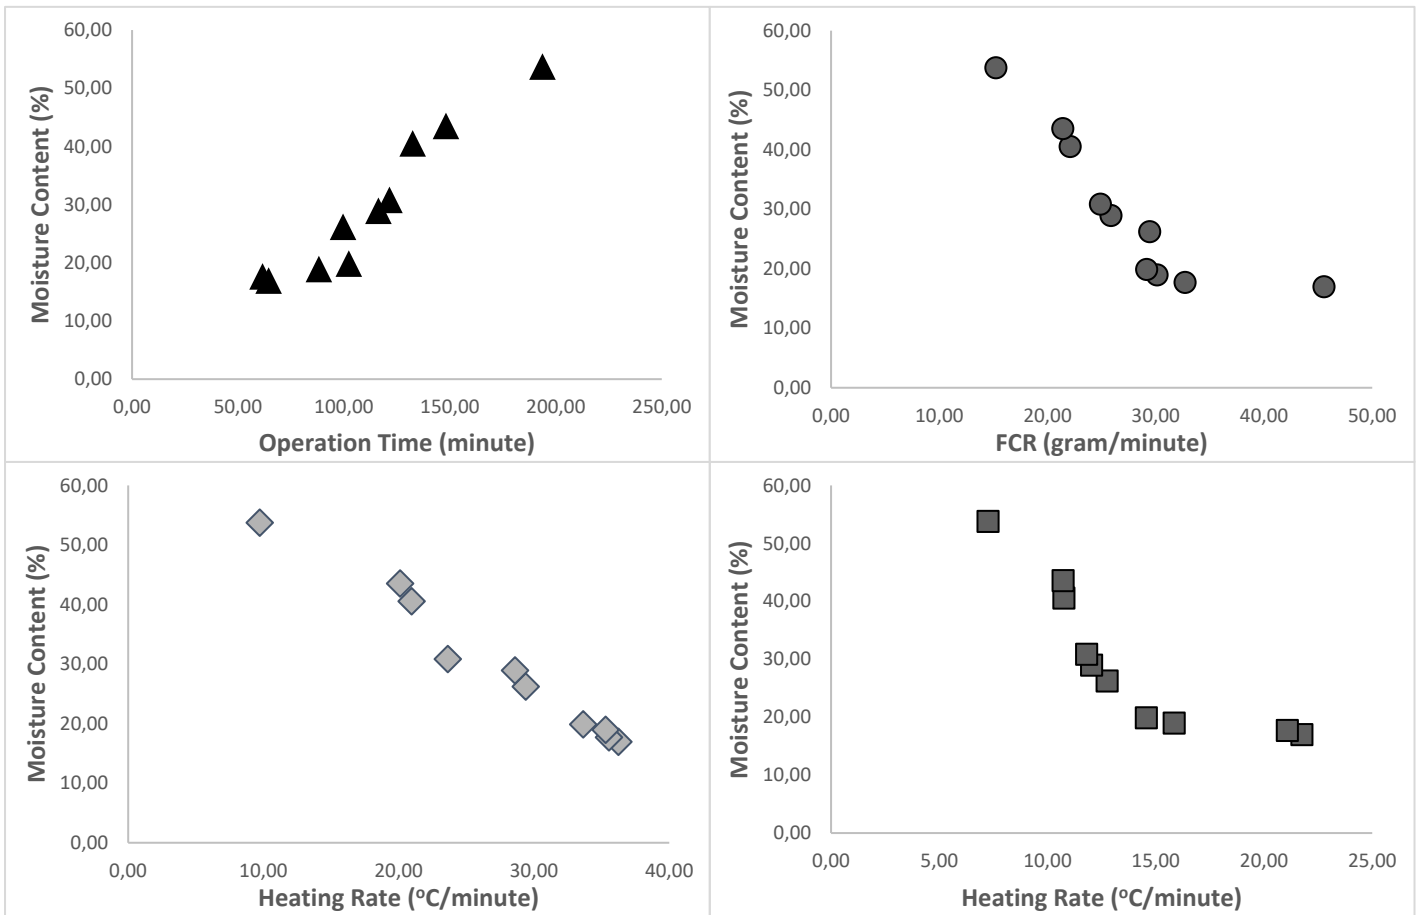 60,00
50,00
40,00
30,00
20,00
10,00
0,00
Moisture Content (%)
0,00 50,00 100,00 150,00 200,00 250,00
Operation Time (minute)
60,00
50,00
40,00
30,00
20,00
10,00
0,00
Moisture Content (%)
0,00 10,00 20,00 30,00 40,00 50,00
FCR (gram/minute)
60,00
50,00
40,00
30,00
20,00
10,00
0,00
Moisture Content (%)
0,00 10,00 20,00 30,00 40,00
Heating Rate (°C/minute)
60,00
50,00
40,00
30,00
20,00
10,00
0,00
Moisture Content (%)
0,00 5,00 10,00 15,00 20,00 25,00
Heating Rate (°C/minute)